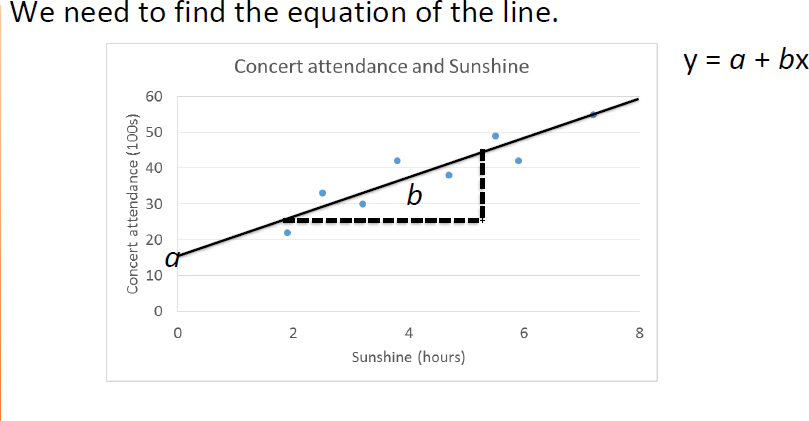 We need to find the equation of the line.
y = a + bx
Concert attendance and Sunshine
Concert attendance (100s)
60
50
40
30
20
10
0
a
b
0 2 4 6 8
Sunshine (hours)